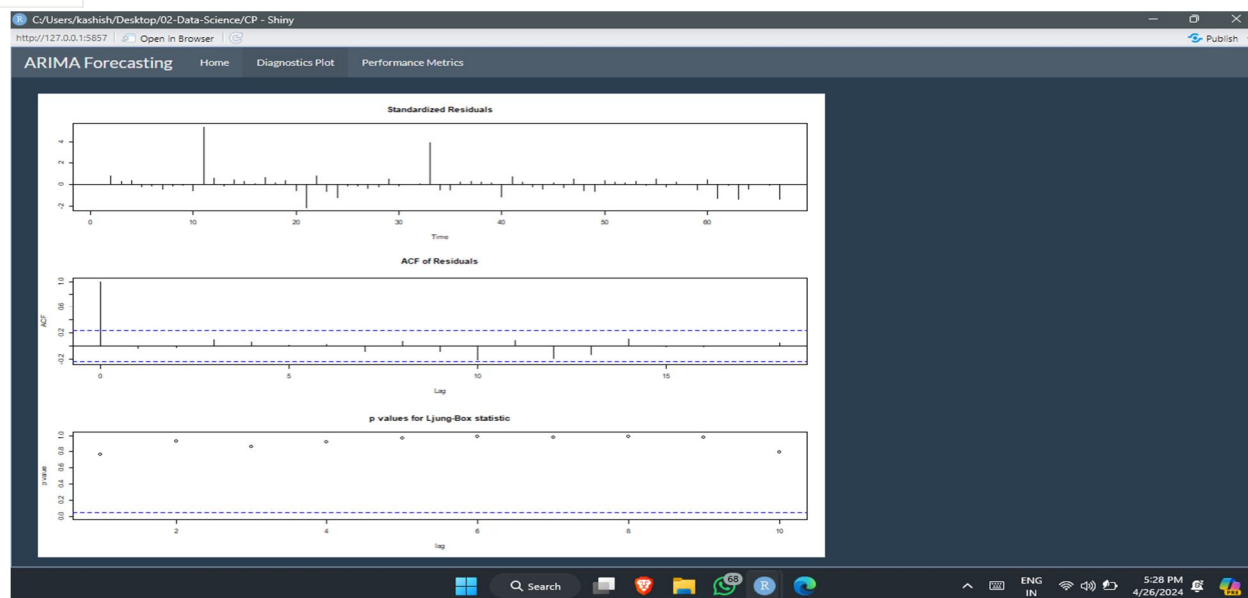 C:/Users/kashish/Desktop/02-Data-Science/CP - Shiny
http://127.0.0.1:5857 Open in Browser Publish
ARIMA Forecasting Home Diagnostics Plot Performance Metrics
Standardized Residuals
4
2
0
-2
0 10 20 30 40 50 60
Time
ACF of Residuals
ACF
1.0
0.6
0.2
-0.2
0 5 10 15
Lag
p values for Ljung-Box statistic
p value
1.0
0.8
0.6
0.4
0.2
0.0
2 4 6 8 10
lag
Search 68 R ENG 5:28 PM
IN 4/26/2024 PRE